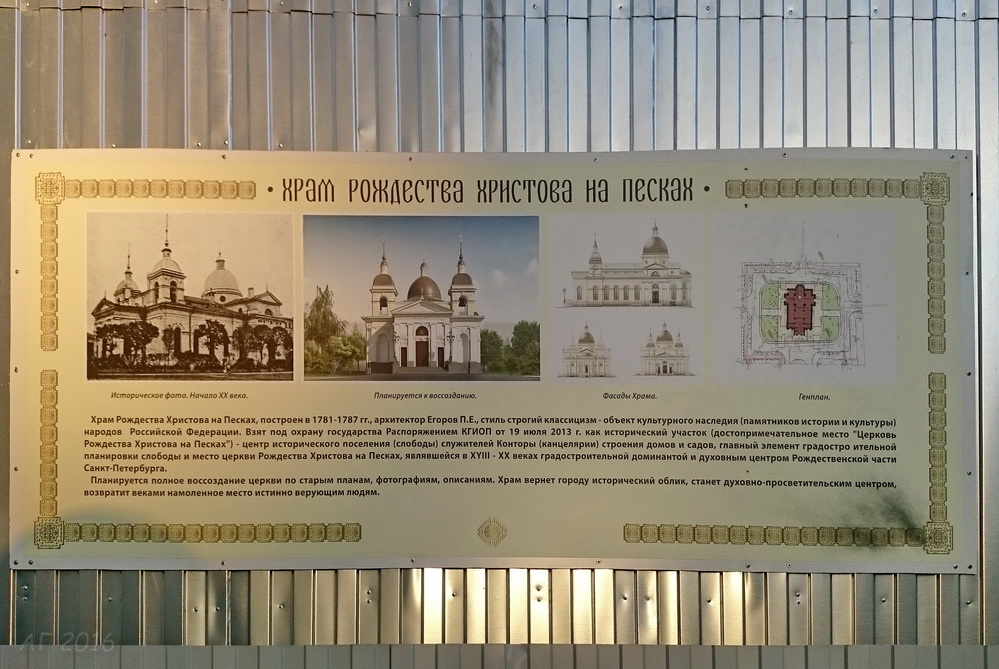 • ХРАМ РОЖДЕСТВА ХРИСТОВА НА ПЕСКАХ •
Историческое фото. Начало ХХ века.
Планируется к воссозданию.
Фасады Храма.
Генплан.
Храм Рождества Христова на Песках, построен в 1781-1787 гг., архитектор Егоров П.Е., стиль строгий классицизм - объект культурного наследия (памятников истории и культуры)
народов Российской Федерации. Взят под охрану государства Распоряжением КГИОП от 19 июля 2013 г. как исторический участок (достопримечательное место "Церковь
Рождества Христова на Песках") - центр исторического поселения (слободы) служителей Конторы (канцелярии) строения домов и садов, главный элемент градостро ительной
планировки слободы и место церкви Рождества Христова на Песках, являвшейся в XYIII - XX веках градостроительной доминантой и духовным центром Рождественской части
Санкт-Петербурга.
Планируется полное воссоздание церкви по старым планам, фотографиям, описаниям. Храм вернет городу исторический облик, станет духовно-просветительским центром,
возвратит веками намоленное место истинно верующим людям.
АГ 2016